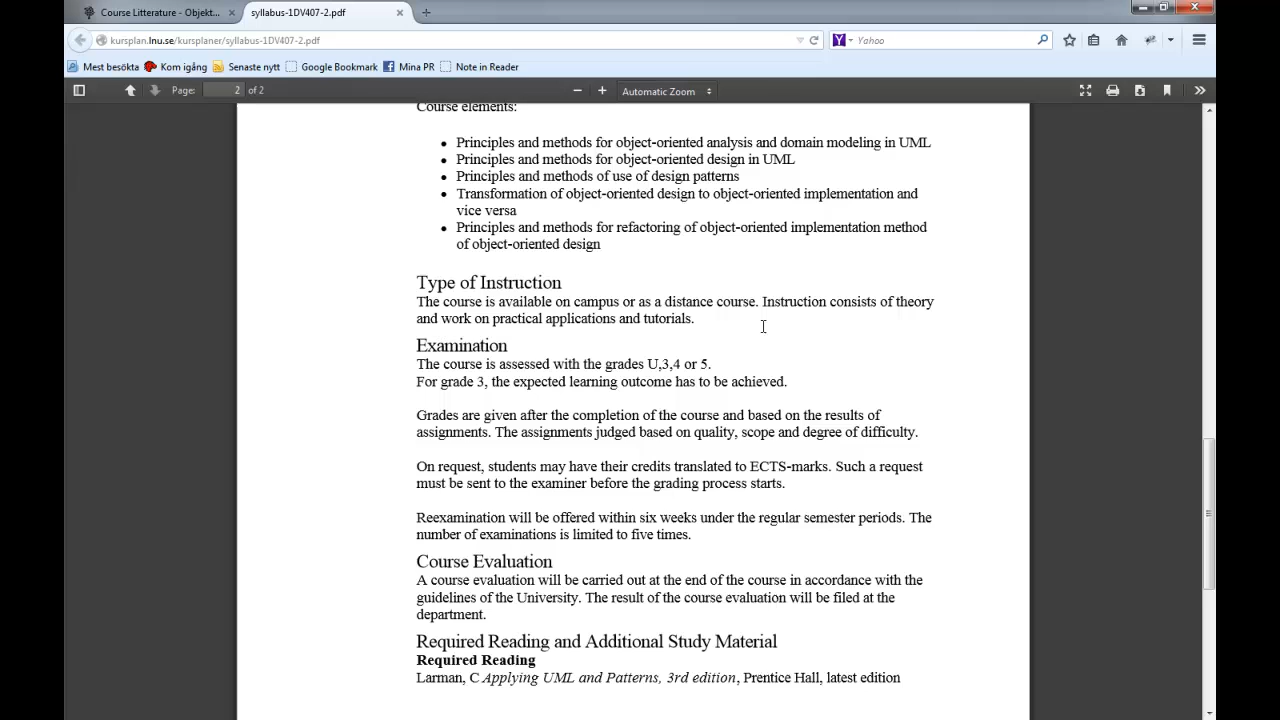 Course Litterature - Objekt...
syllabus-1DV407-2.pdf
kursplan.lnu.se/kursplaner/syllabus-1DV407-2.pdf
Yahoo
Mest besökta
Kom igång
Senaste nytt
Google Bookmark
Mina PR
Note in Reader
Page: 2 of 2
Automatic Zoom
Course elements:
• Principles and methods for object-oriented analysis and domain modeling in UML
• Principles and methods for object-oriented design in UML
• Principles and methods of use of design patterns
• Transformation of object-oriented design to object-oriented implementation and
vice versa
• Principles and methods for refactoring of object-oriented implementation method
of object-oriented design
Type of Instruction
The course is available on campus or as a distance course. Instruction consists of theory
and work on practical applications and tutorials.
Examination
The course is assessed with the grades U,3,4 or 5.
For grade 3, the expected learning outcome has to be achieved.
Grades are given after the completion of the course and based on the results of
assignments. The assignments judged based on quality, scope and degree of difficulty.
On request, students may have their credits translated to ECTS-marks. Such a request
must be sent to the examiner before the grading process starts.
Reexamination will be offered within six weeks under the regular semester periods. The
number of examinations is limited to five times.
Course Evaluation
A course evaluation will be carried out at the end of the course in accordance with the
guidelines of the University. The result of the course evaluation will be filed at the
department.
Required Reading and Additional Study Material
Required Reading
Larman, C Applying UML and Patterns, 3rd edition, Prentice Hall, latest edition